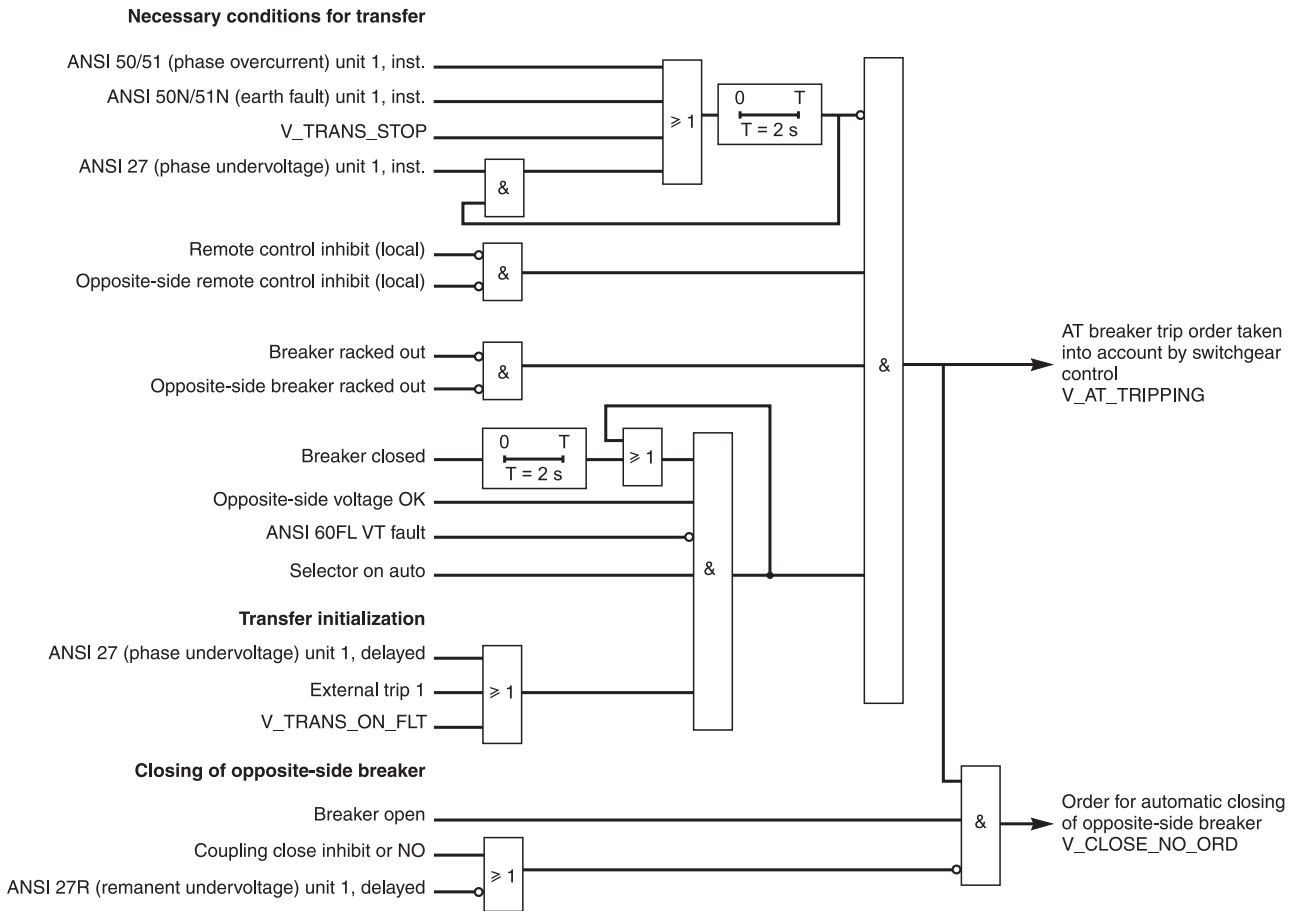 Necessary conditions for transfer
ANSI 50/51 (phase overcurrent) unit 1, inst.
ANSI 50N/51N (earth fault) unit 1, inst.
V_TRANS_STOP
ANSI 27 (phase undervoltage) unit 1, inst.
⩾ 1
0 T
T = 2 s
&
Remote control inhibit (local)
Opposite-side remote control inhibit (local)
&
Breaker racked out
Opposite-side breaker racked out
&
&
AT breaker trip order taken
into account by switchgear
control
V_AT_TRIPPING
Breaker closed
0 T
T = 2 s
⩾ 1
Opposite-side voltage OK
ANSI 60FL VT fault
Selector on auto
&
Transfer initialization
ANSI 27 (phase undervoltage) unit 1, delayed
External trip 1
V_TRANS_ON_FLT
⩾ 1
Closing of opposite-side breaker
Breaker open
Coupling close inhibit or NO
ANSI 27R (remanent undervoltage) unit 1, delayed
⩾ 1
&
Order for automatic closing
of opposite-side breaker
V_CLOSE_NO_ORD